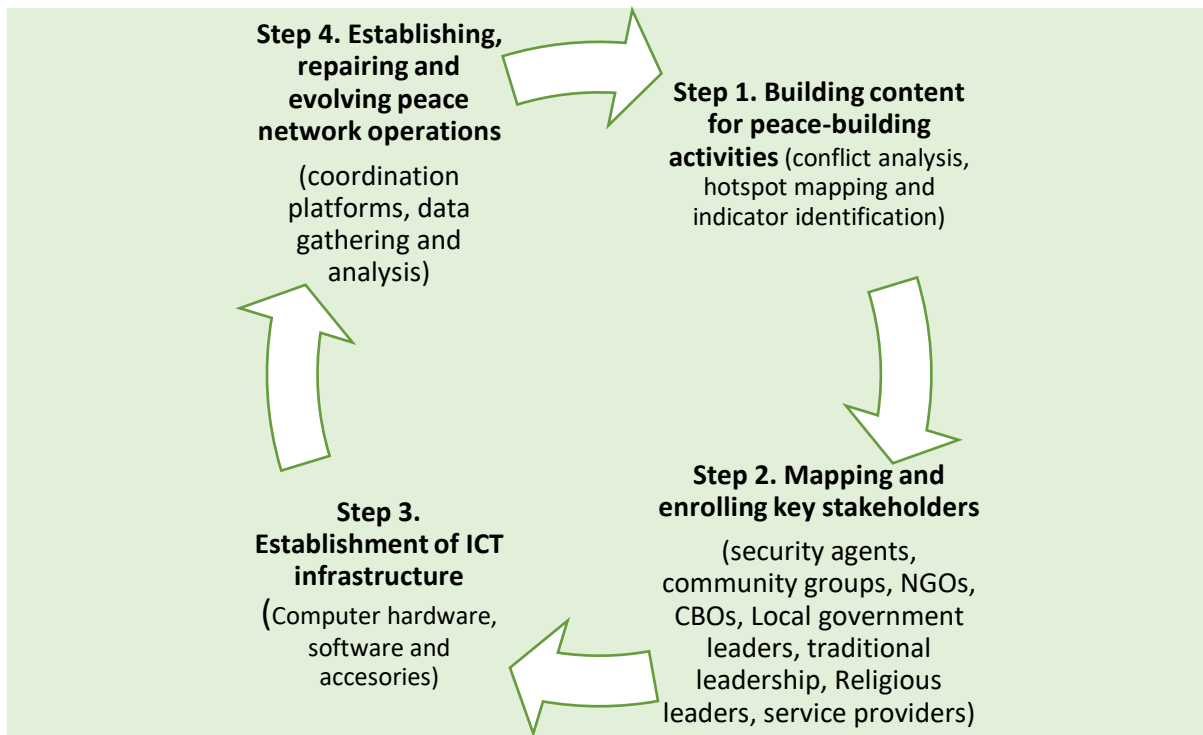 Step 4. Establishing,
repairing and
evolving peace
network operations
(coordination
platforms, data
gathering and
analysis)
Step 1. Building content
for peace-building
activities (conflict analysis,
hotspot mapping and
indicator identification)
Step 2. Mapping and
enrolling key stakeholders
(security agents,
community groups, NGOs,
CBOs, Local government
leaders, traditional
leadership, Religious
leaders, service providers)
Step 3.
Establishment of ICT
infrastructure
(Computer hardware,
software and
accesories)